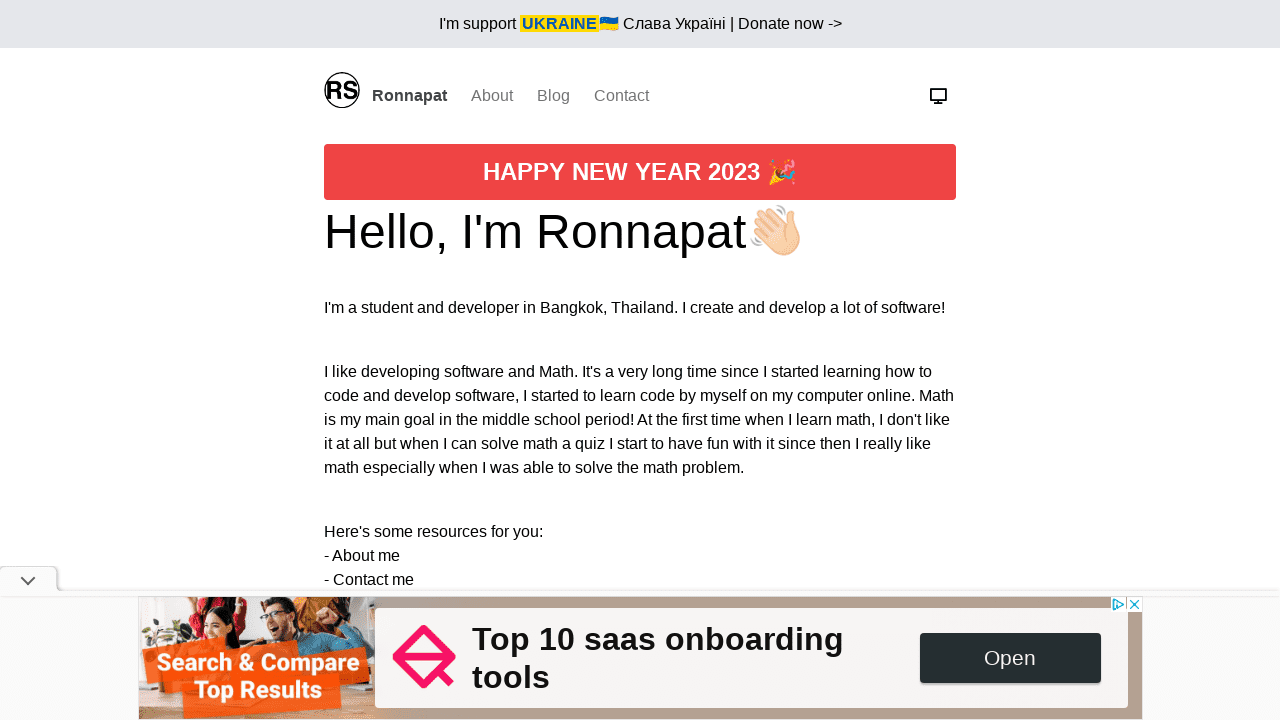 I'm support UKRAINE🇺🇦 Слава Україні | Donate now ->
RS Ronnapat About Blog Contact
HAPPY NEW YEAR 2023 🎉
Hello, I'm Ronnapat👋🏻
I'm a student and developer in Bangkok, Thailand. I create and develop a lot of software!
I like developing software and Math. It's a very long time since I started learning how to
code and develop software, I started to learn code by myself on my computer online. Math
is my main goal in the middle school period! At the first time when I learn math, I don't like
it at all but when I can solve math a quiz I start to have fun with it since then I really like
math especially when I was able to solve the math problem.
Here's some resources for you:
- About me
- Contact me
Search & Compare
Top Results
Top 10 saas onboarding
tools
Open